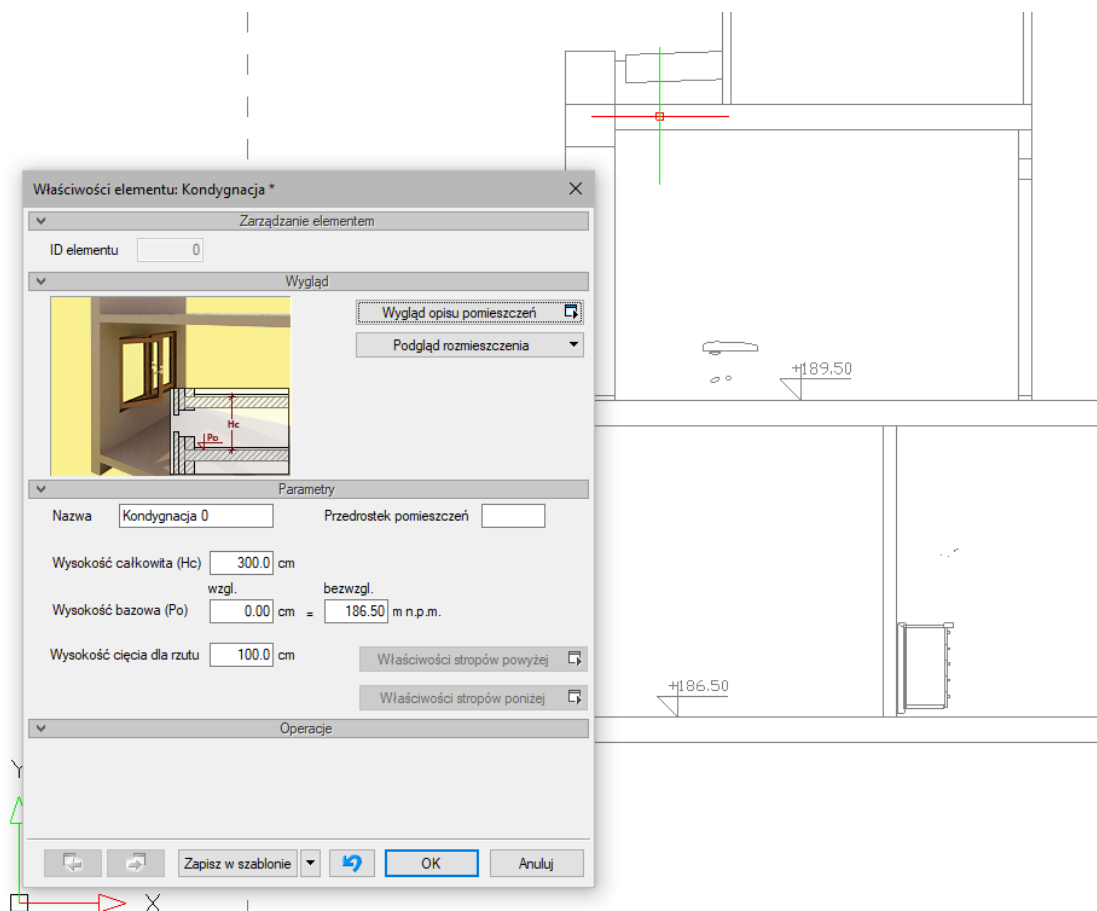 Właściwości elementu: Kondygnacja *
Zarządzanie elementem
ID elementu 0
Wygląd
Wygląd opisu pomieszczeń
Podgląd rozmieszczenia
Hc
Po
Parametry
Nazwa Kondygnacja 0 Przedrostek pomieszczeń
Wysokość całkowita (Hc) 300.0 cm
wzgl. bezwzgl.
Wysokość bazowa (Po) 0.00 cm = 186.50 m n.p.m.
Wysokość cięcia dla rzutu 100.0 cm
Właściwości stropów powyżej
Właściwości stropów poniżej
Operacje
Zapisz w szablonie OK Anuluj
+189.50
+186.50
Y
X